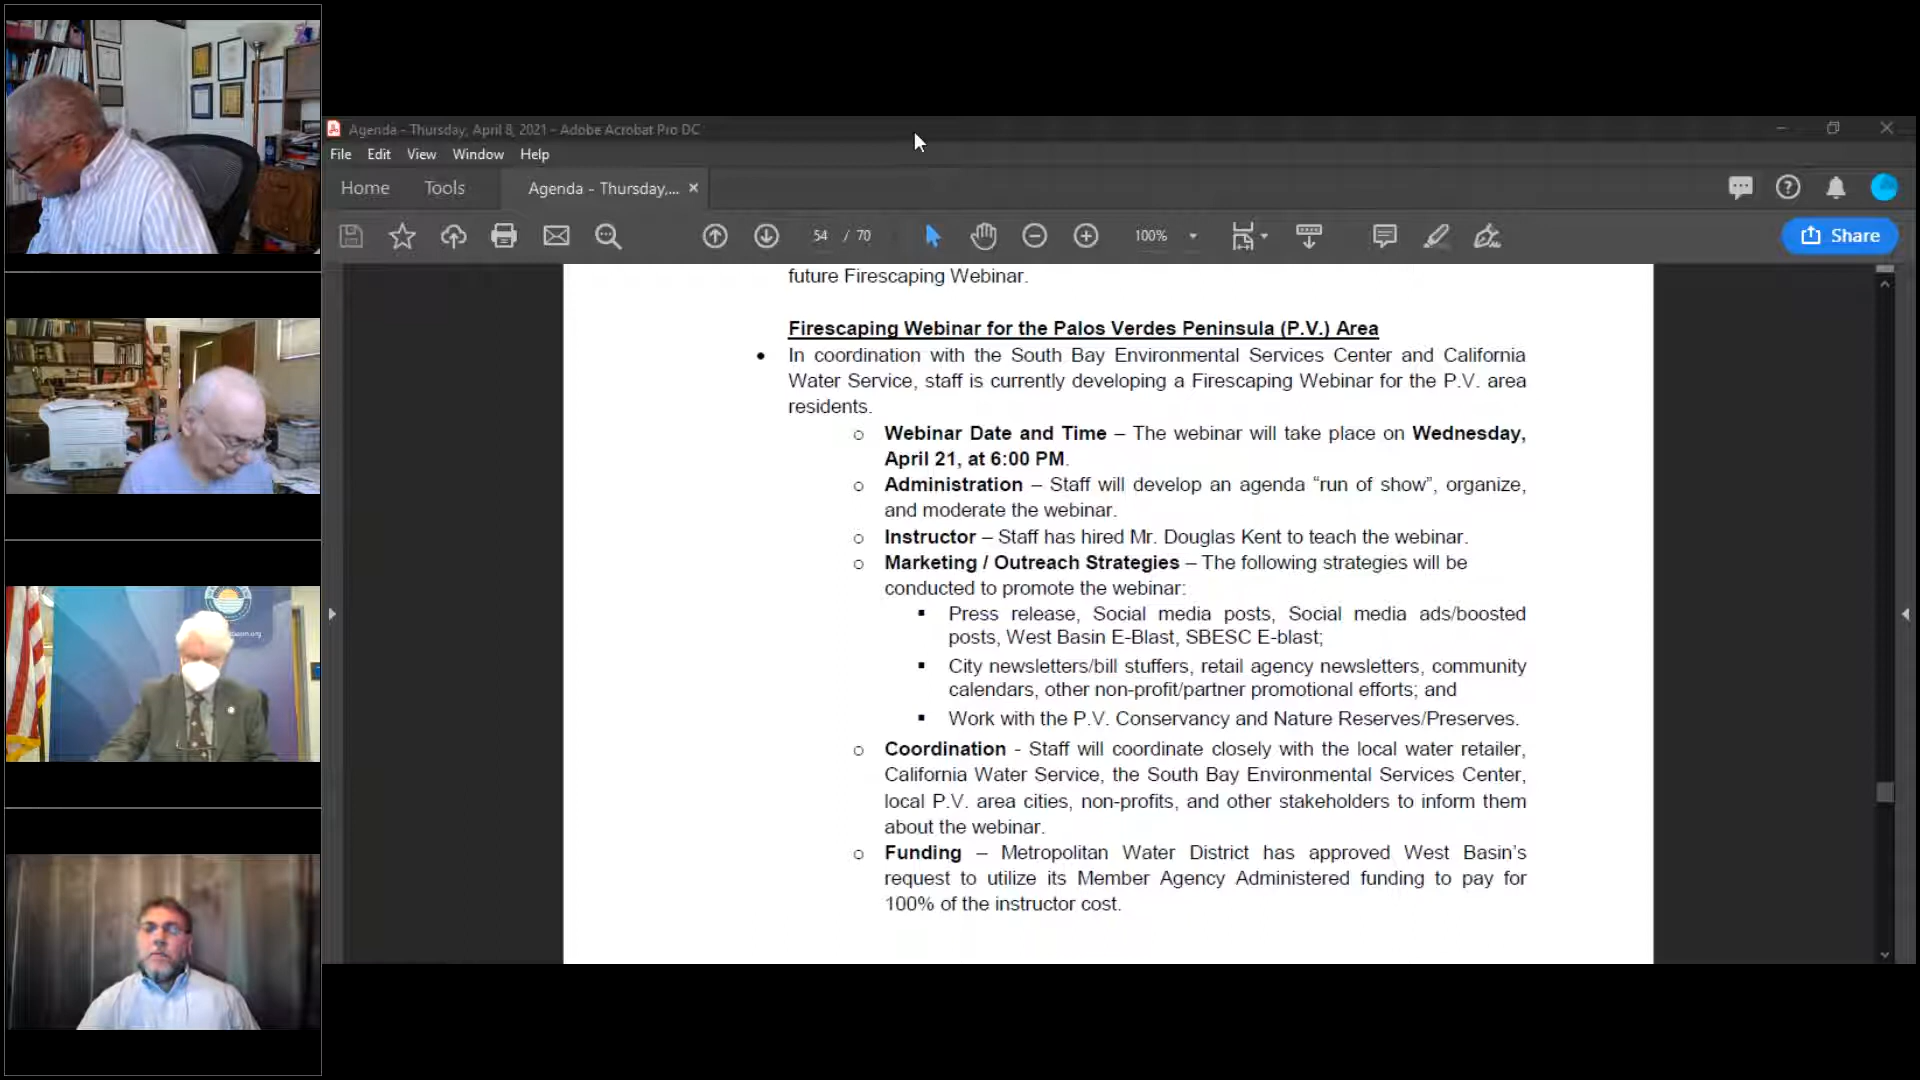 Agenda - Thursday, April 8, 2021 - Adobe Acrobat Pro DC
File Edit View Window Help
Home Tools Agenda - Thursday,... ×
54 / 70 100% Share
future Firescaping Webinar.
Firescaping Webinar for the Palos Verdes Peninsula (P.V.) Area
• In coordination with the South Bay Environmental Services Center and California
Water Service, staff is currently developing a Firescaping Webinar for the P.V. area
residents.
o Webinar Date and Time – The webinar will take place on Wednesday,
April 21, at 6:00 PM.
o Administration – Staff will develop an agenda “run of show”, organize,
and moderate the webinar.
o Instructor – Staff has hired Mr. Douglas Kent to teach the webinar.
o Marketing / Outreach Strategies – The following strategies will be
conducted to promote the webinar:
▪ Press release, Social media posts, Social media ads/boosted
posts, West Basin E-Blast, SBESC E-blast;
▪ City newsletters/bill stuffers, retail agency newsletters, community
calendars, other non-profit/partner promotional efforts; and
▪ Work with the P.V. Conservancy and Nature Reserves/Preserves.
o Coordination - Staff will coordinate closely with the local water retailer,
California Water Service, the South Bay Environmental Services Center,
local P.V. area cities, non-profits, and other stakeholders to inform them
about the webinar.
o Funding – Metropolitan Water District has approved West Basin’s
request to utilize its Member Agency Administered funding to pay for
100% of the instructor cost.